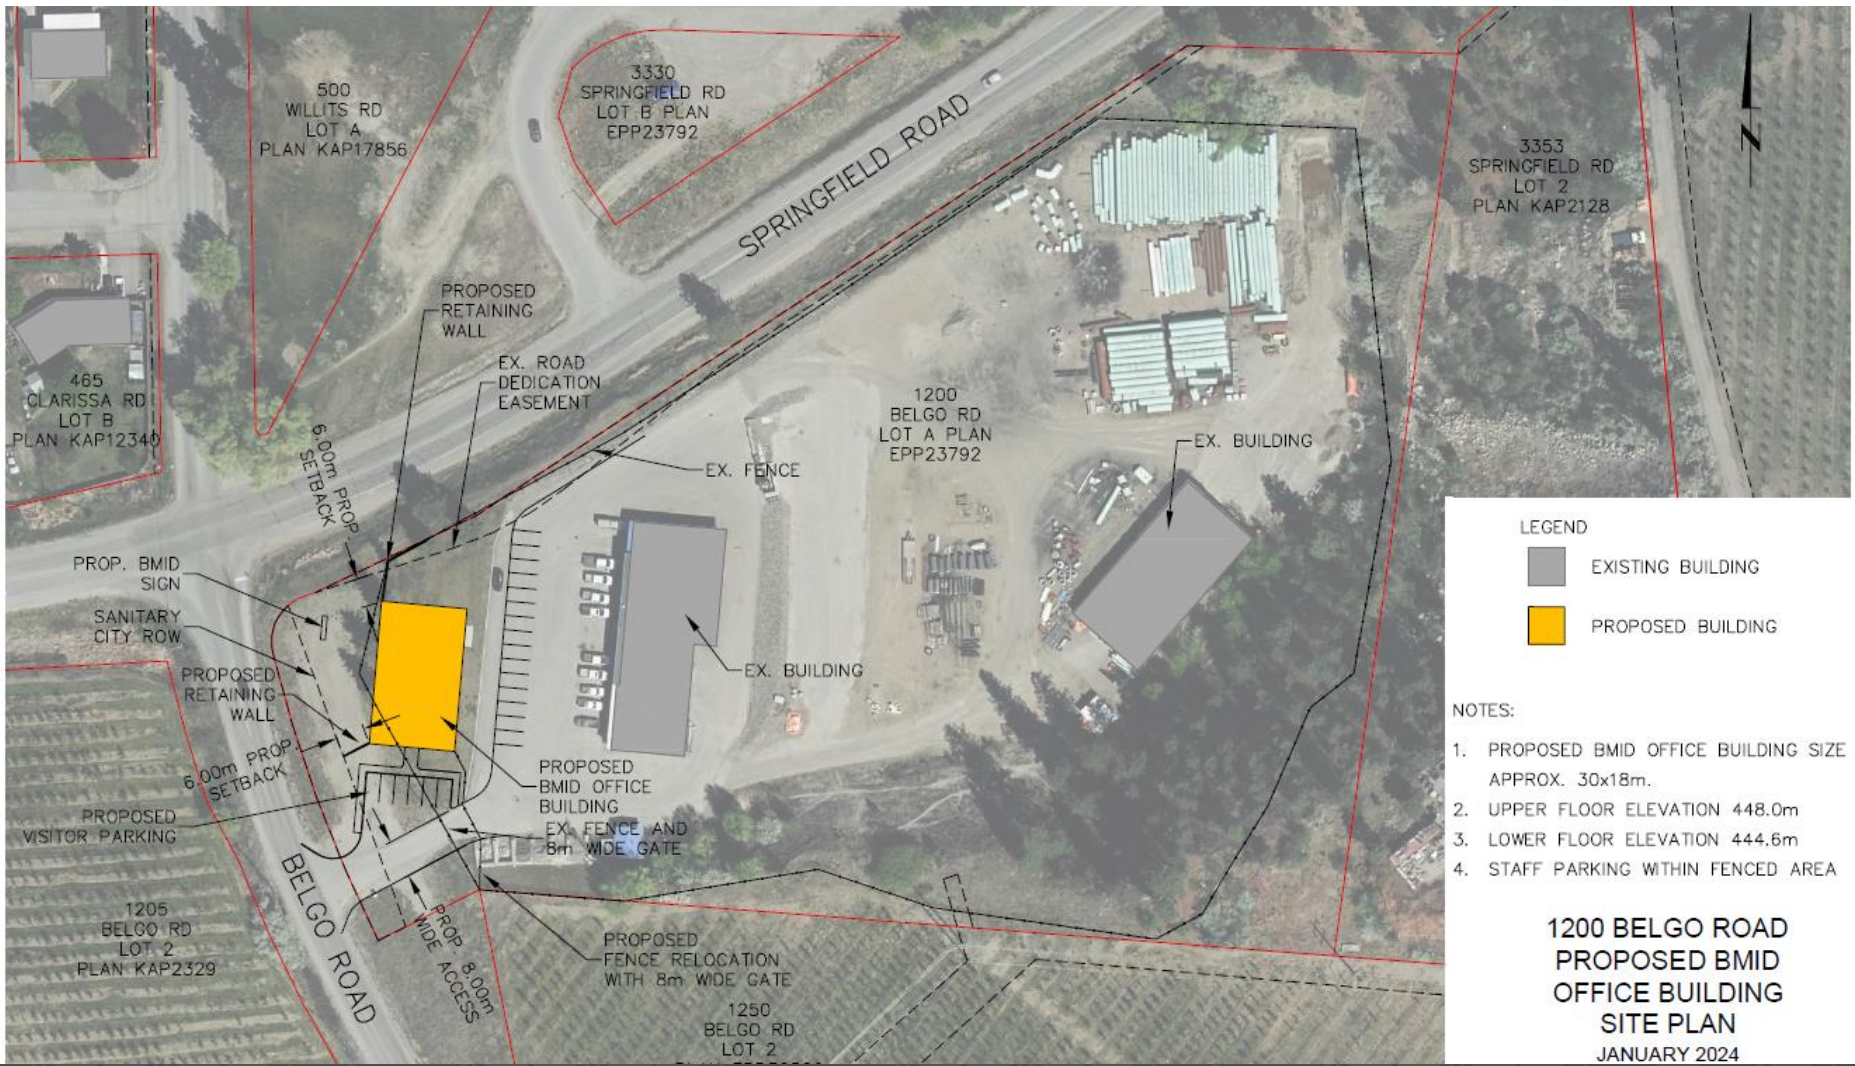 500
WILLITS RD
LOT A
PLAN KAP17856
3330
SPRINGFIELD RD
LOT B PLAN
EPP23792
SPRINGFIELD ROAD
3353
SPRINGFIELD RD
LOT 2
PLAN KAP2128
N
PROPOSED
RETAINING
WALL
EX. ROAD
DEDICATION
EASEMENT
465
CLARISSA RD
LOT B
PLAN KAP12340
6.00m PROP.
SETBACK
1200
BELGO RD
LOT A PLAN
EPP23792
EX. FENCE
EX. BUILDING
PROP. BMID
SIGN
SANITARY
CITY ROW
PROPOSED
RETAINING
WALL
6.00m PROP.
SETBACK
PROPOSED
VISITOR PARKING
EX. BUILDING
PROPOSED
BMID OFFICE
BUILDING
EX. FENCE AND
8m WIDE GATE
BELGO ROAD
PROP. 8.00m
WIDE ACCESS
PROPOSED
FENCE RELOCATION
WITH 8m WIDE GATE
1205
BELGO RD
LOT 2
PLAN KAP2329
1250
BELGO RD
LOT 2
LEGEND
EXISTING BUILDING
PROPOSED BUILDING
NOTES:
1. PROPOSED BMID OFFICE BUILDING SIZE
APPROX. 30x18m.
2. UPPER FLOOR ELEVATION 448.0m
3. LOWER FLOOR ELEVATION 444.6m
4. STAFF PARKING WITHIN FENCED AREA
1200 BELGO ROAD
PROPOSED BMID
OFFICE BUILDING
SITE PLAN
JANUARY 2024